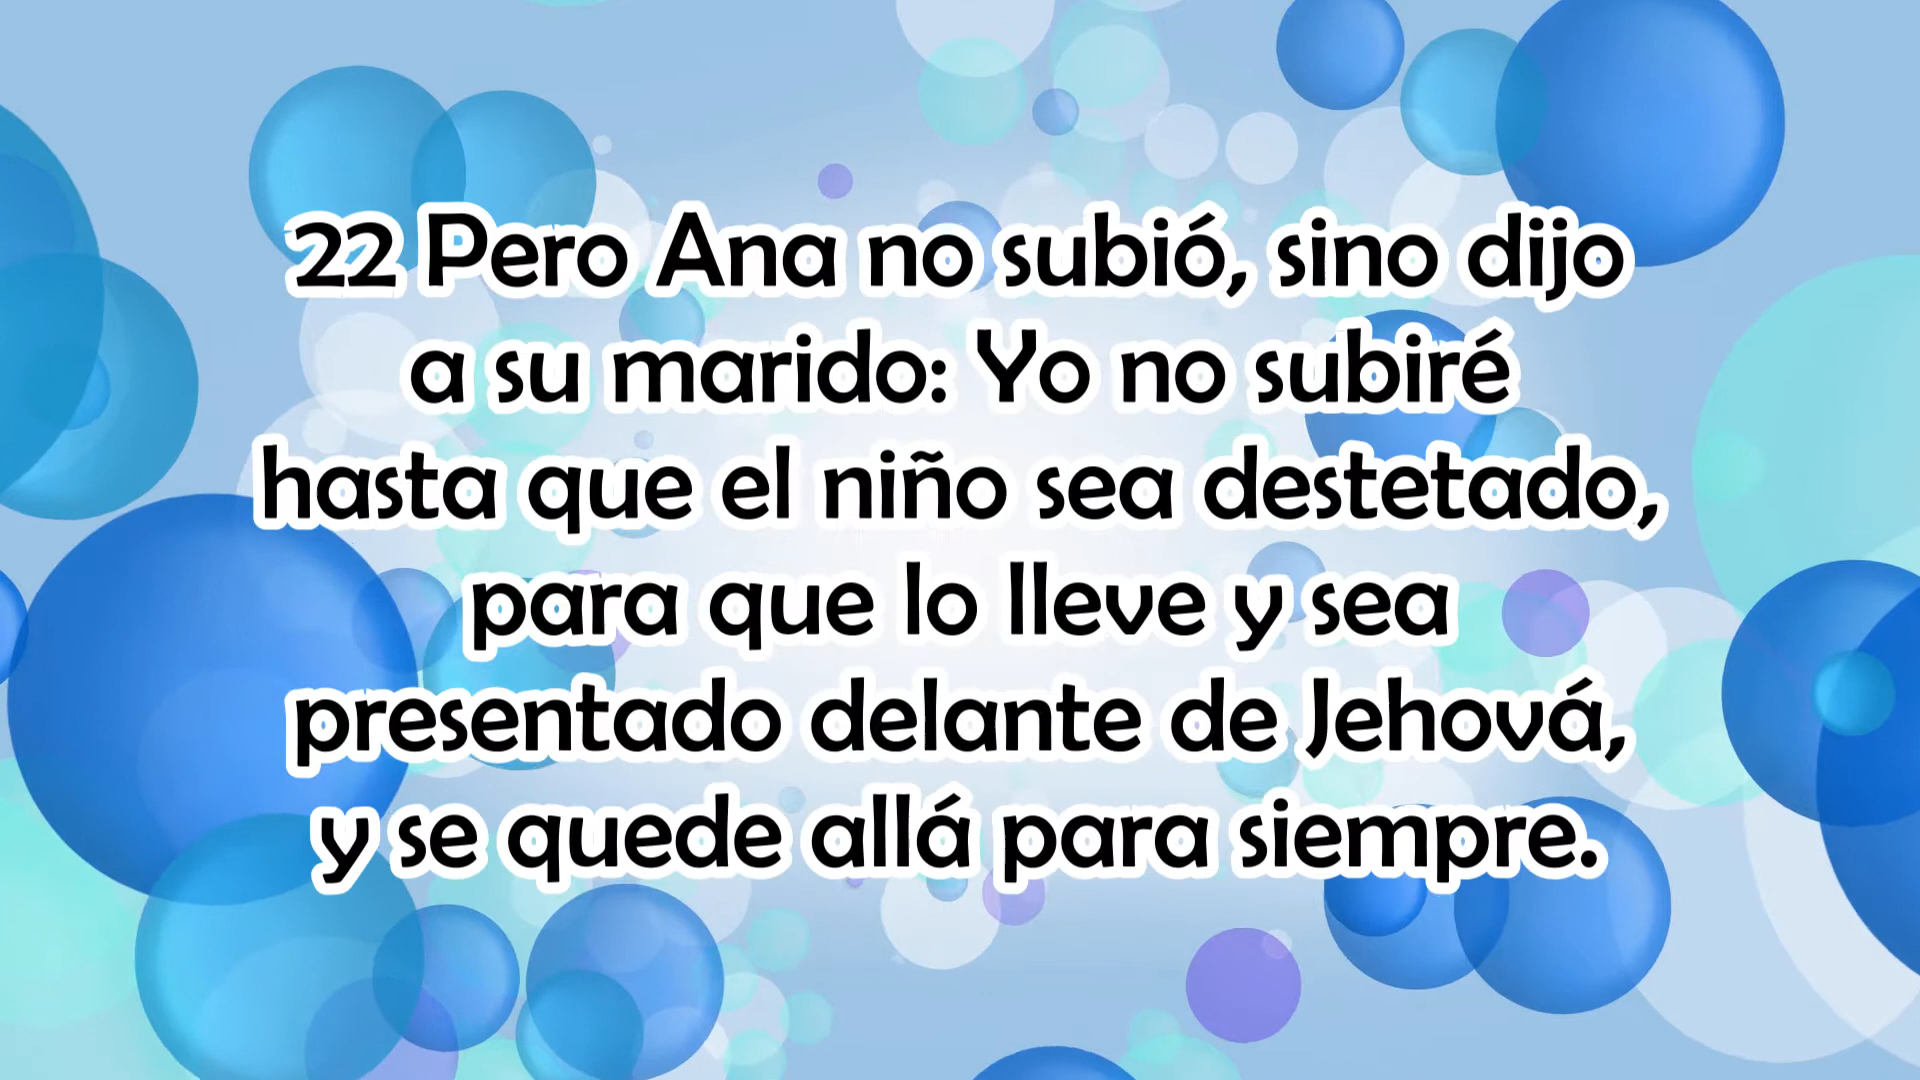 22 Pero Ana no subió, sino dijo
a su marido: Yo no subiré
hasta que el niño sea destetado,
para que lo lleve y sea
presentado delante de Jehová,
y se quede allá para siempre.